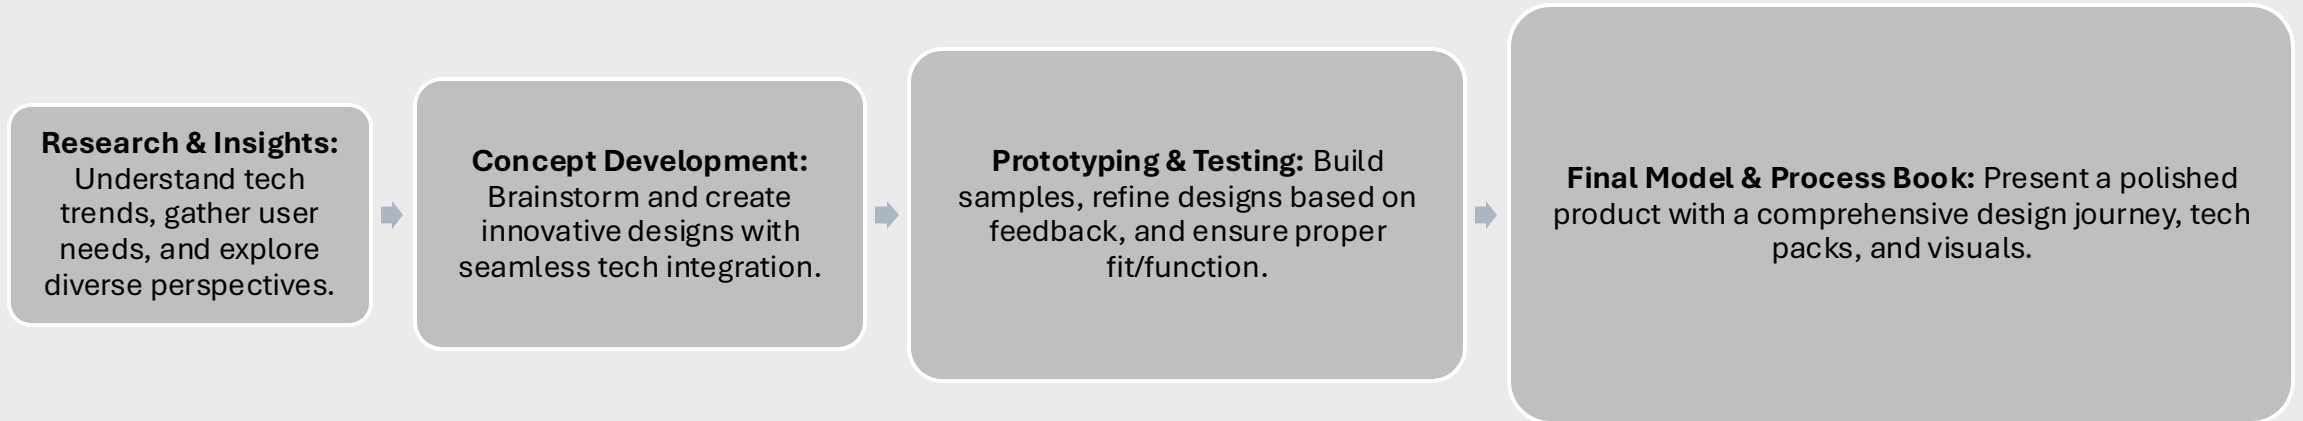 Research & Insights:
Understand tech
trends, gather user
needs, and explore
diverse perspectives.
Concept Development:
Brainstorm and create
innovative designs with
seamless tech integration.
Prototyping & Testing: Build
samples, refine designs based on
feedback, and ensure proper
fit/function.
Final Model & Process Book: Present a polished
product with a comprehensive design journey, tech
packs, and visuals.